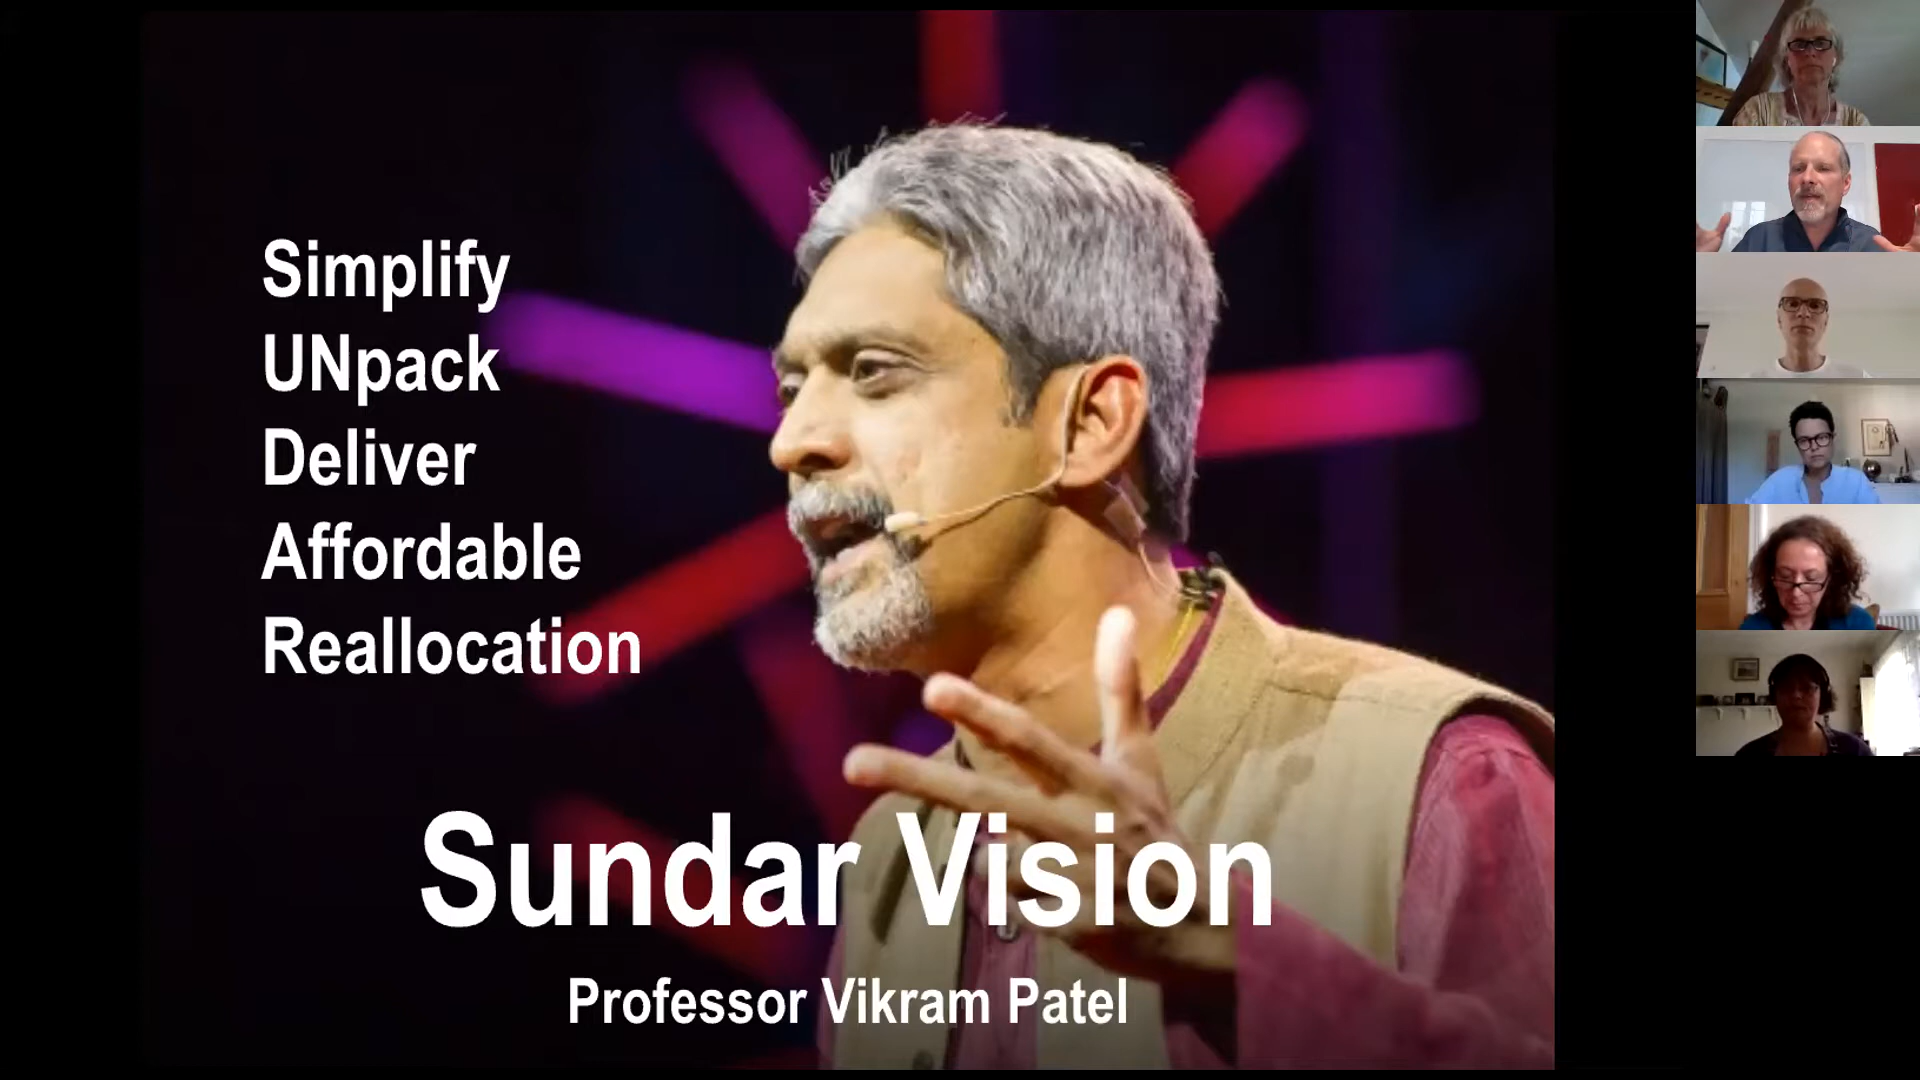 Simplify
UNpack
Deliver
Affordable
Reallocation
Sundar Vision
Professor Vikram Patel